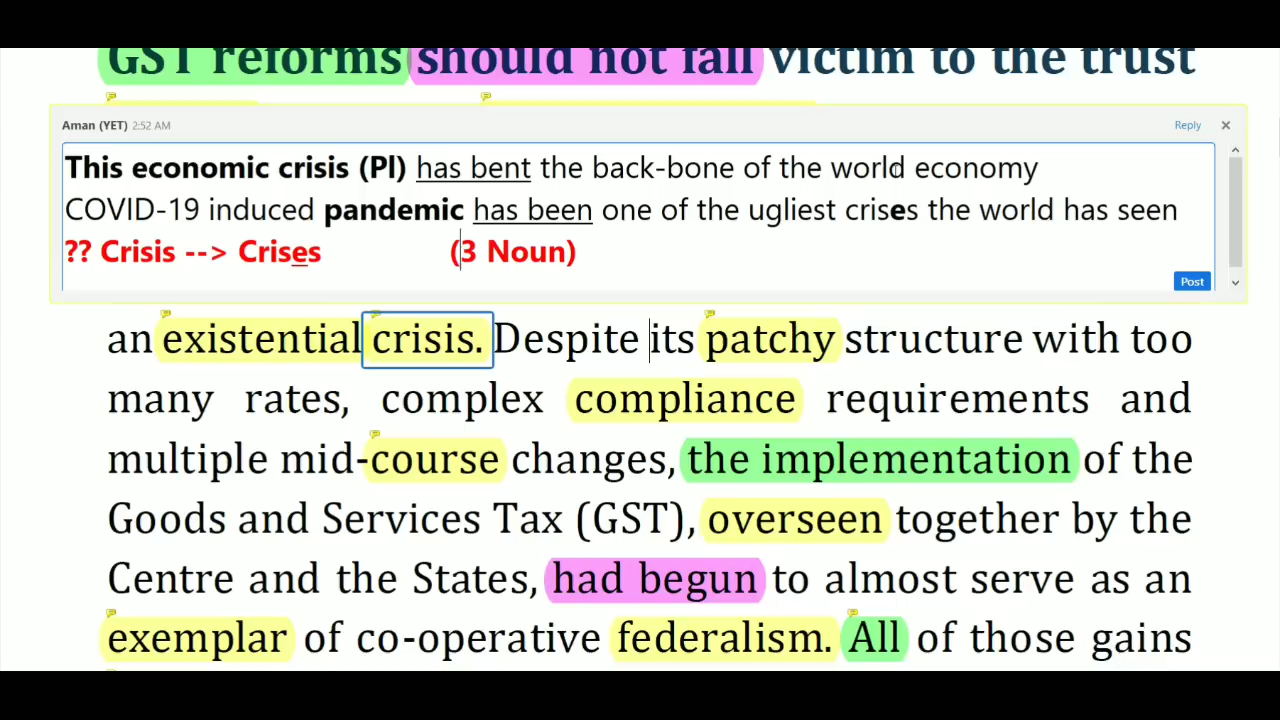 GST reforms should not fall victim to the trust
Aman (YET) 2:52 AM
Reply
This economic crisis (Pl) has bent the back-bone of the world economy
COVID-19 induced pandemic has been one of the ugliest crises the world has seen
?? Crisis --> Crises (3 Noun)
Post
an existential crisis. Despite its patchy structure with too
many rates, complex compliance requirements and
multiple mid-course changes, the implementation of the
Goods and Services Tax (GST), overseen together by the
Centre and the States, had begun to almost serve as an
exemplar of co-operative federalism. All of those gains